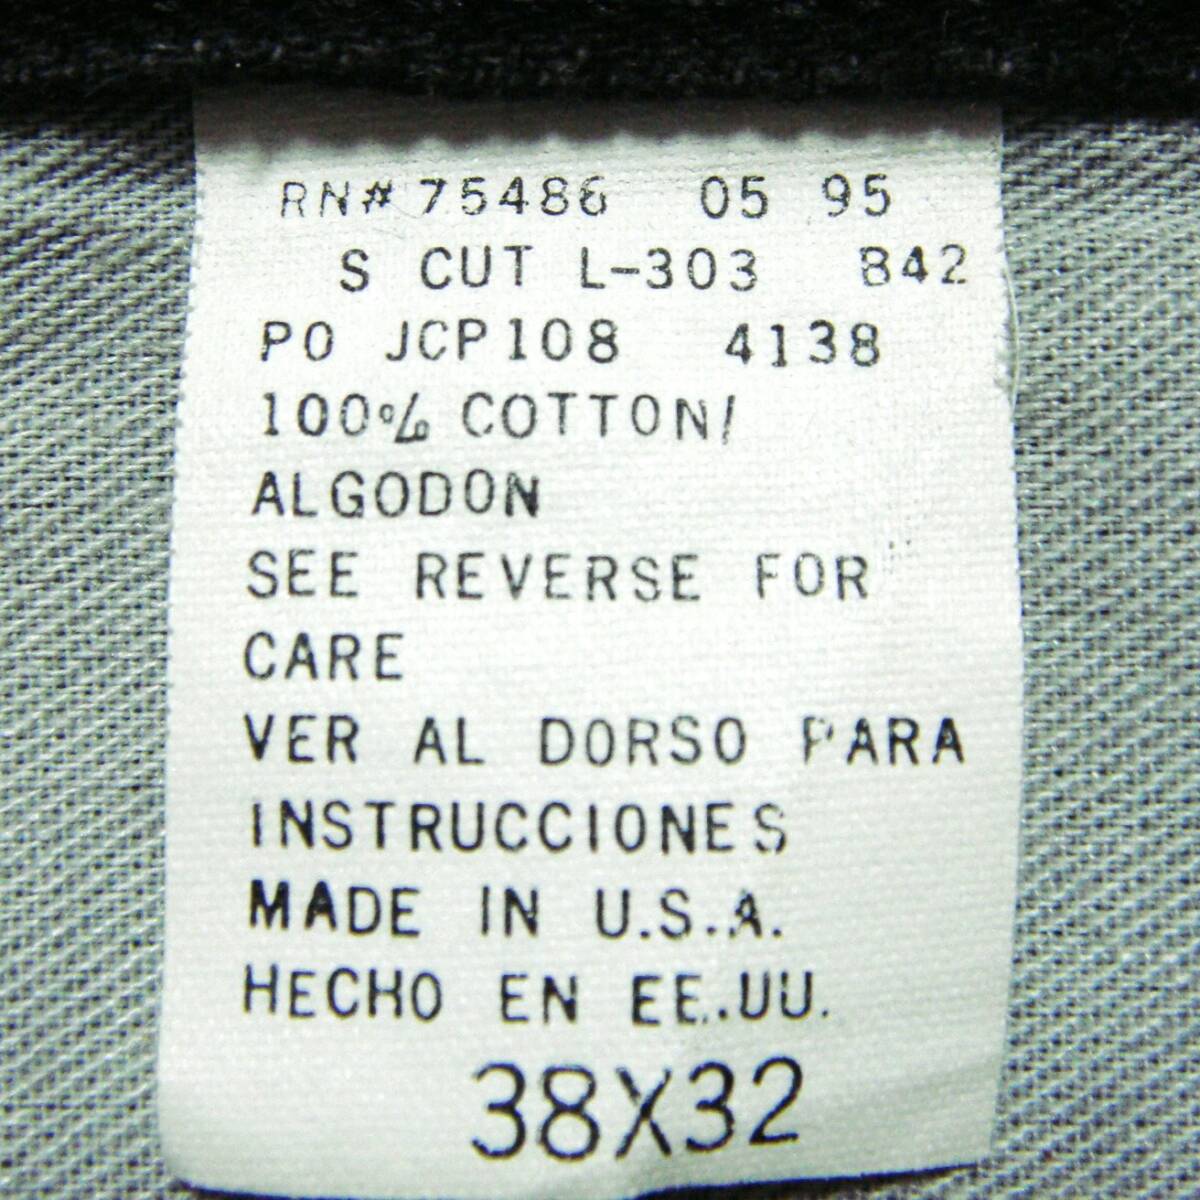 RN# 75486 05 95
S CUT L-303 842
PO JCP108 4138
100% COTTON/
ALGODON
SEE REVERSE FOR
CARE
VER AL DORSO PARA
INSTRUCCIONES
MADE IN U.S.A.
HECHO EN EE.UU.
38X32